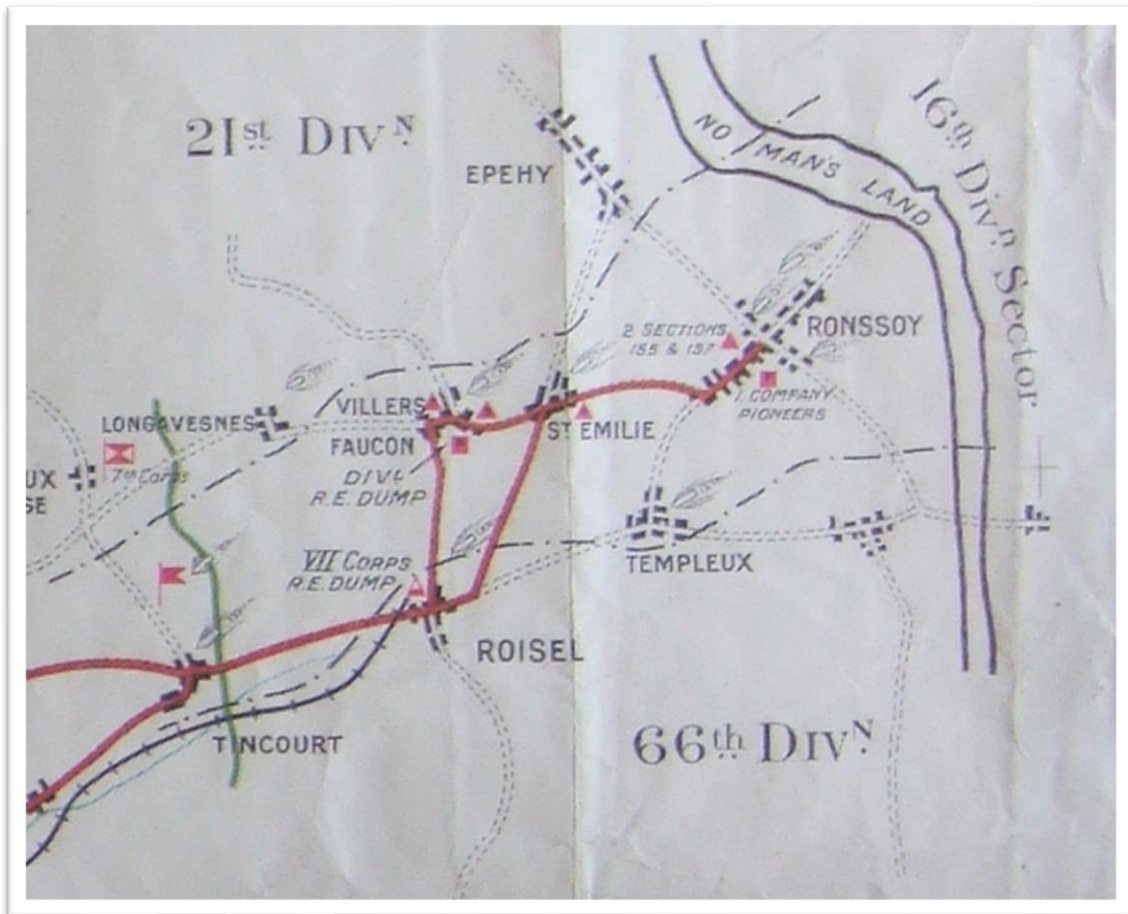 21st DIVN
16th Divn Sector
NO MAN'S LAND
EPEHY
RONSSOY
2 SECTIONS
155 & 157
1. COMPANY
PIONEERS
VILLERS
FAUCON
ST EMILIE
LONGAVESNES
7th Corps
UX
SE
DIVL
R.E. DUMP
VII CORPS
R.E. DUMP
TEMPLEUX
ROISEL
TINCOURT
66th DIVN